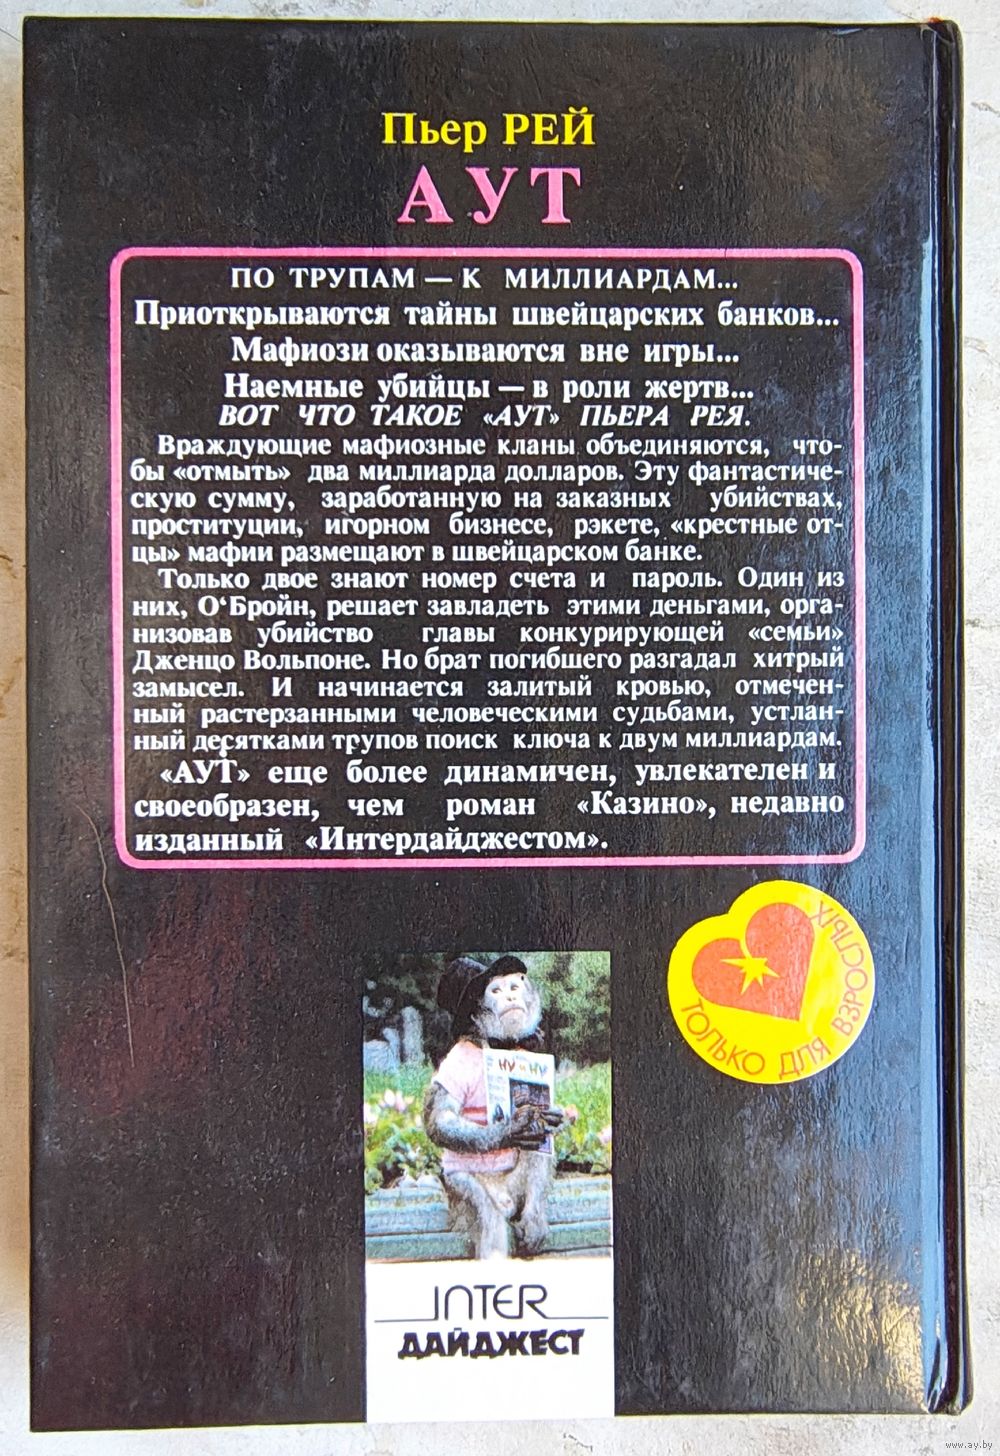 Пьер РЕЙ
АУТ
ПО ТРУПАМ — К МИЛЛИАРДАМ...
Приоткрываются тайны швейцарских банков...
Мафиози оказываются вне игры...
Наемные убийцы — в роли жертв...
ВОТ ЧТО ТАКОЕ «АУТ» ПЬЕРА РЕЯ.
Враждующие мафиозные кланы объединяются, что-
бы «отмыть» два миллиарда долларов. Эту фантастиче-
скую сумму, заработанную на заказных убийствах,
проституции, игорном бизнесе, рэкете, «крестные от-
цы» мафии размещают в швейцарском банке.
Только двое знают номер счета и пароль. Один из
них, О‘Бройн, решает завладеть этими деньгами, орга-
низовав убийство главы конкурирующей «семьи»
Дженцо Вольпоне. Но брат погибшего разгадал хитрый
замысел. И начинается залитый кровью, отмечен-
ный растерзанными человеческими судьбами, устлан-
ный десятками трупов поиск ключа к двум миллиардам.
«АУТ» еще более динамичен, увлекателен и
своеобразен, чем роман «Казино», недавно
изданный «Интердайджестом».
ТОЛЬКО ДЛЯ ВЗРОСЛЫХ
НУ и НУ
INTER
ДАЙДЖЕСТ
www.ay.by